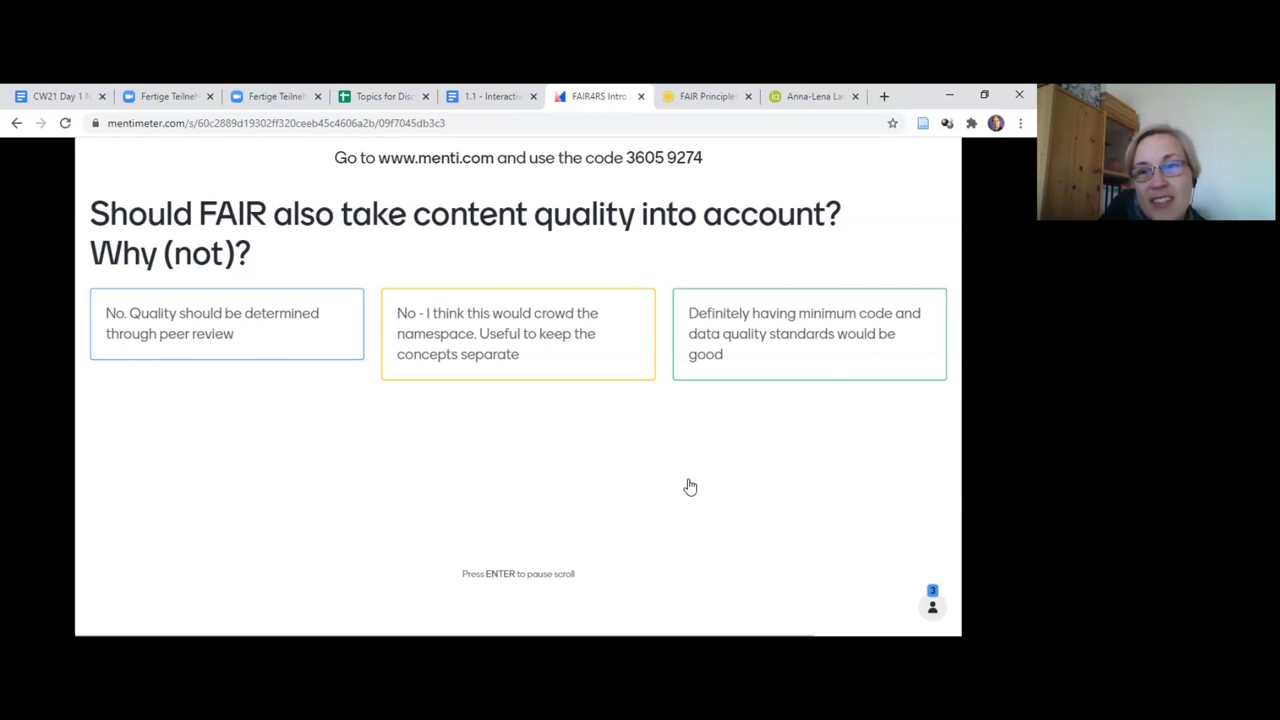 CW21 Day 1 N
Fertige Teilneh
Fertige Teilneh
Topics for Disc
1.1 - Interacti
FAIR4RS Intro
FAIR Principles
Anna-Lena La
mentimeter.com/s/60c2889d19302ff320ceeb45c4606a2b/09f7045db3c3
Go to www.menti.com and use the code 3605 9274
Should FAIR also take content quality into account?
Why (not)?
No. Quality should be determined
through peer review
No - I think this would crowd the
namespace. Useful to keep the
concepts separate
Definitely having minimum code and
data quality standards would be
good
Press ENTER to pause scroll
3